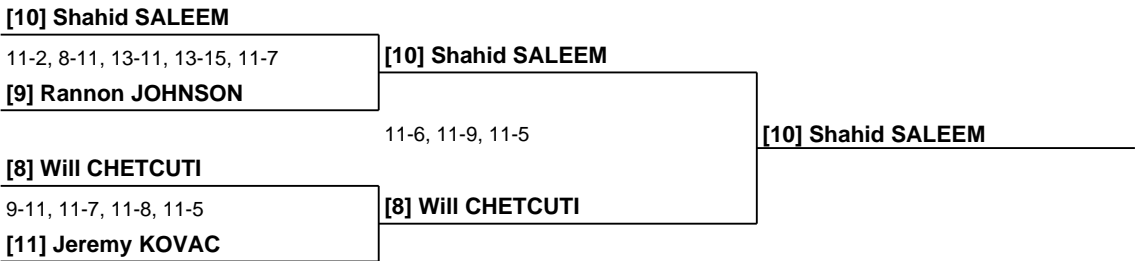 [10] Shahid SALEEM
11-2, 8-11, 13-11, 13-15, 11-7
[10] Shahid SALEEM
[9] Rannon JOHNSON
11-6, 11-9, 11-5
[10] Shahid SALEEM
[8] Will CHETCUTI
9-11, 11-7, 11-8, 11-5
[8] Will CHETCUTI
[11] Jeremy KOVAC